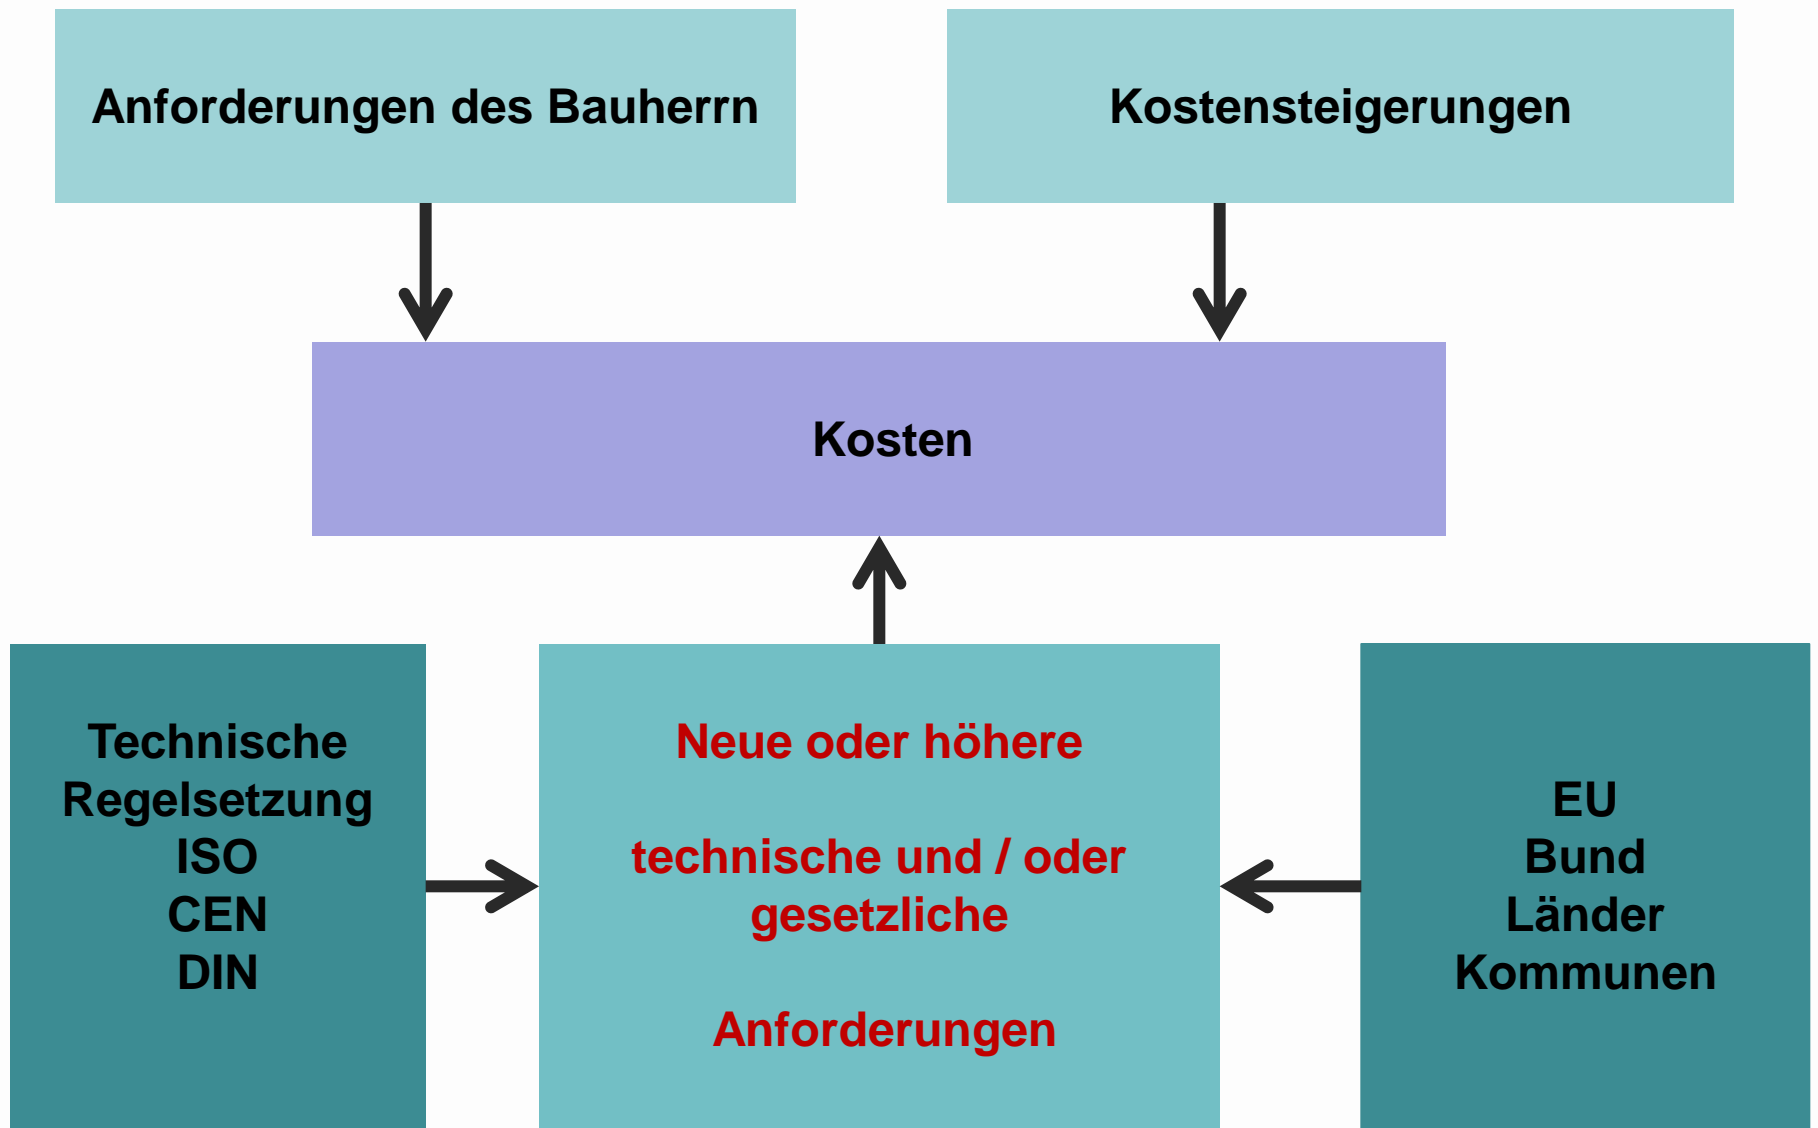 Anforderungen des Bauherrn
Kostensteigerungen
Kosten
Technische
Regelsetzung
ISO
CEN
DIN
Neue oder höhere
technische und / oder
gesetzliche
Anforderungen
EU
Bund
Länder
Kommunen